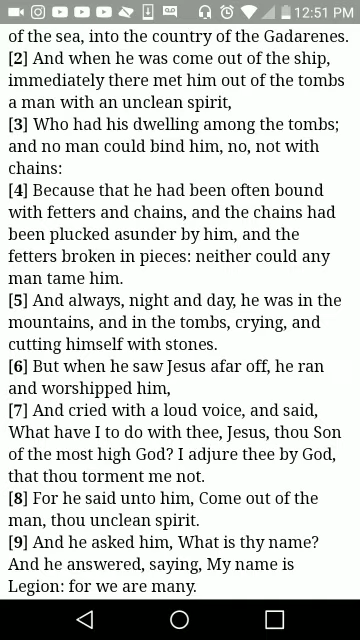 12:51 PM
of the sea, into the country of the Gadarenes.
[2] And when he was come out of the ship,
immediately there met him out of the tombs
a man with an unclean spirit,
[3] Who had his dwelling among the tombs;
and no man could bind him, no, not with
chains:
[4] Because that he had been often bound
with fetters and chains, and the chains had
been plucked asunder by him, and the
fetters broken in pieces: neither could any
man tame him.
[5] And always, night and day, he was in the
mountains, and in the tombs, crying, and
cutting himself with stones.
[6] But when he saw Jesus afar off, he ran
and worshipped him,
[7] And cried with a loud voice, and said,
What have I to do with thee, Jesus, thou Son
of the most high God? I adjure thee by God,
that thou torment me not.
[8] For he said unto him, Come out of the
man, thou unclean spirit.
[9] And he asked him, What is thy name?
And he answered, saying, My name is
Legion: for we are many.